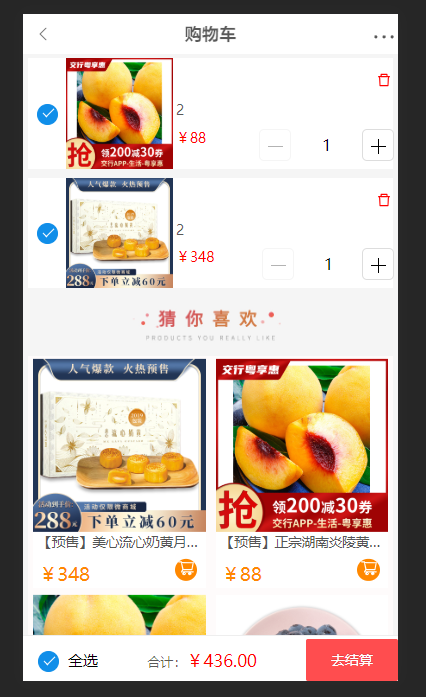 购物车
交行粤享惠
抢
领200减30券
交行APP-生活-粤享惠
2
￥88
1
人气爆款 火热预售
288
下单立减60元
2
￥348
1
猜你喜欢
PRODUCTS YOU REALLY LIKE
人气爆款 火热预售
流心奶黄
活动到手价:
288元
活动仅限微商城
下单立减60元
交行粤享惠
抢
领200减30券
交行APP-生活-粤享惠
【预售】美心流心奶黄月...
【预售】正宗湖南炎陵黄...
￥348
￥88
全选
合计：
￥436.00
去结算